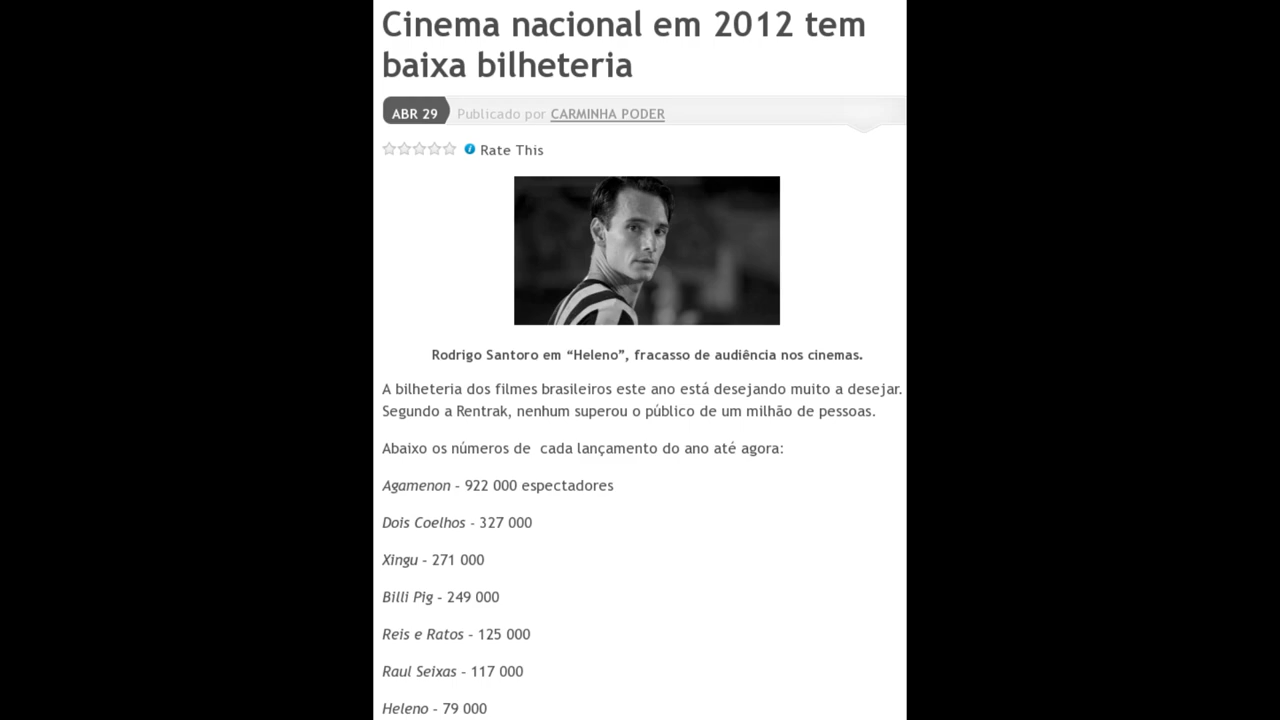 Cinema nacional em 2012 tem
baixa bilheteria
ABR 29 Publicado por CARMINHA PODER
Rate This
Rodrigo Santoro em “Heleno”, fracasso de audiência nos cinemas.
A bilheteria dos filmes brasileiros este ano está desejando muito a desejar.
Segundo a Rentrak, nenhum superou o público de um milhão de pessoas.
Abaixo os números de  cada lançamento do ano até agora:
Agamenon - 922 000 espectadores
Dois Coelhos - 327 000
Xingu - 271 000
Billi Pig - 249 000
Reis e Ratos - 125 000
Raul Seixas - 117 000
Heleno - 79 000